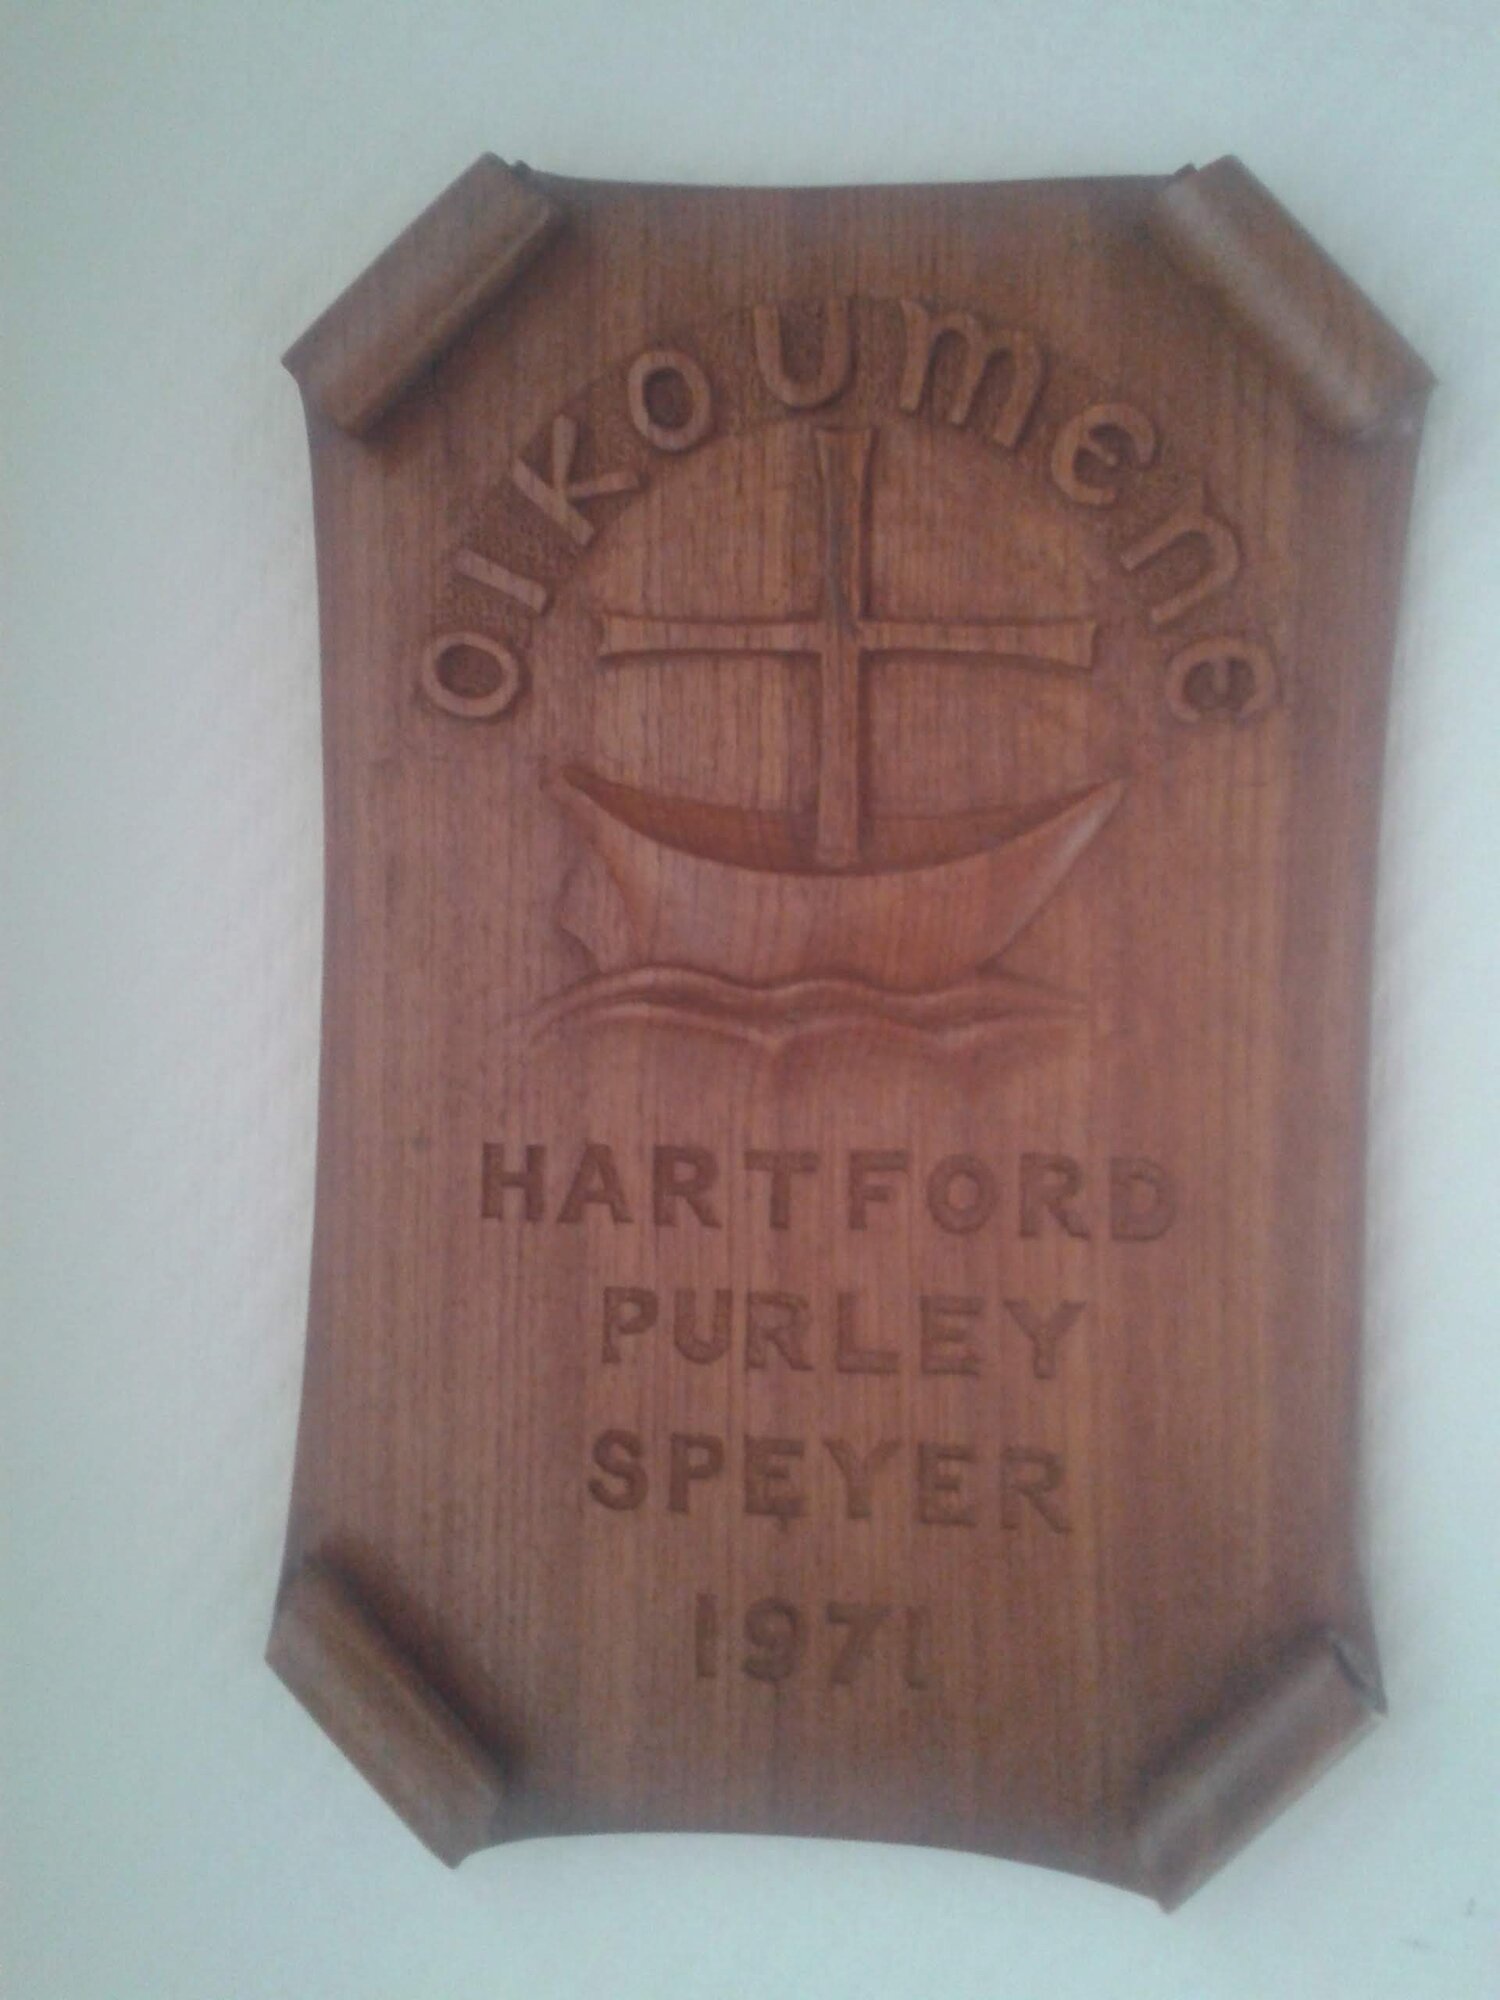 OIKOUMENE
HARTFORD
PURLEY
SPEYER
1971